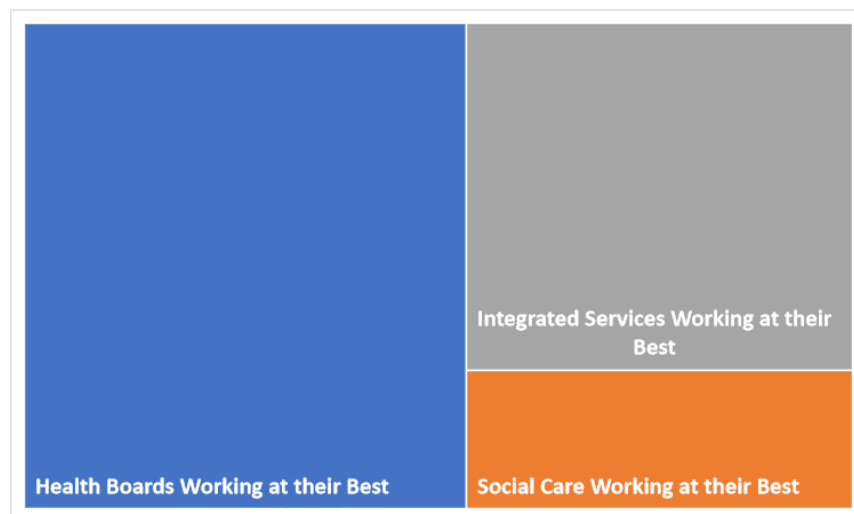 Integrated Services Working at their
Best
Health Boards Working at their Best
Social Care Working at their Best